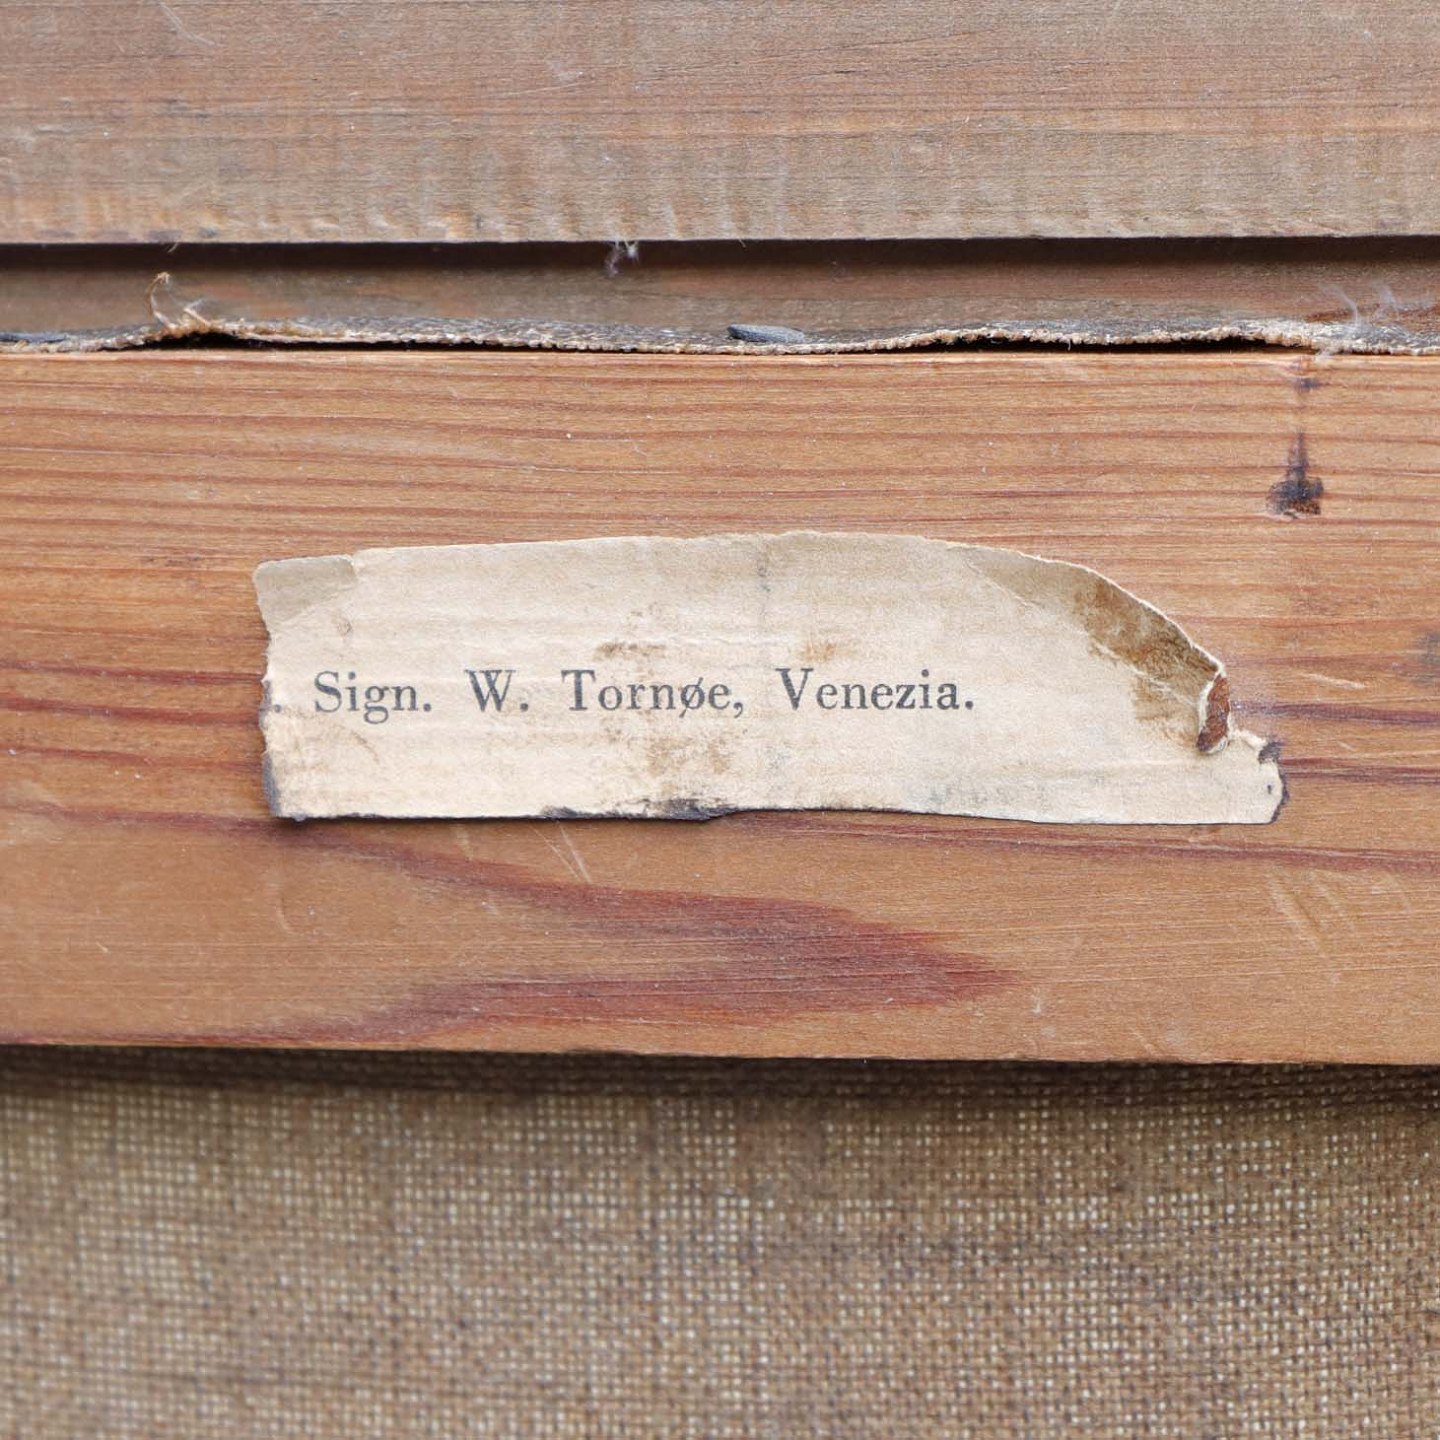 . Sign. W. Tornøe, Venezia.